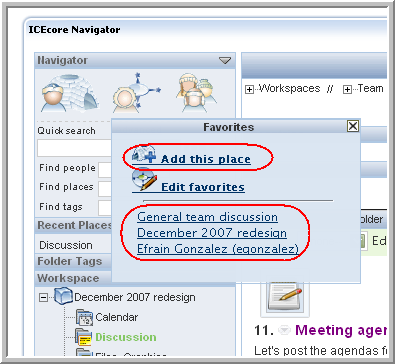 ICEcore Navigator
Navigator
Workspaces // Team
Quick search
Favorites
Add this place
Edit favorites
General team discussion
December 2007 redesign
Efrain Gonzalez (egonzalez)
Find people
Find places
Find tags
Recent Places
Discussion
Folder Tags
Workspace
December 2007 redesign
Calendar
Discussion
older
Ed
11. Meeting agen
Let's post the agendas f